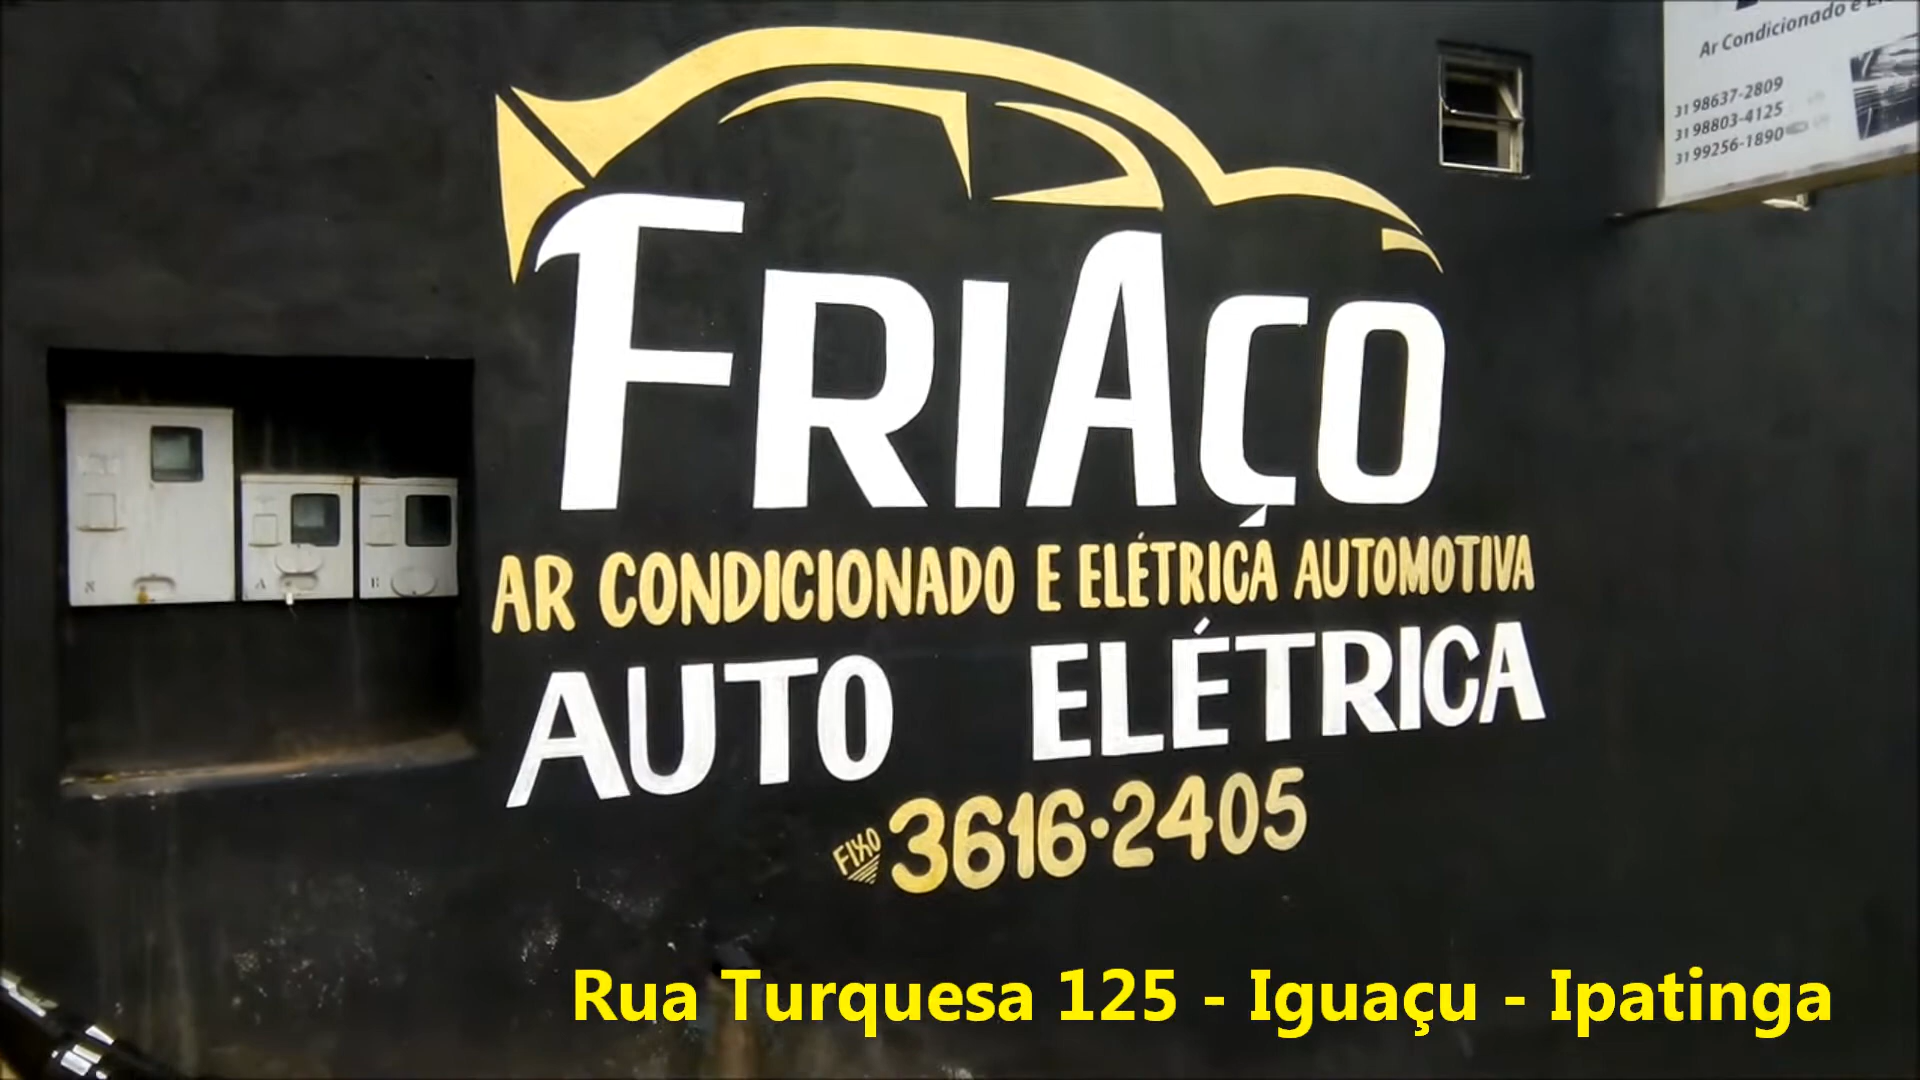 FRIAÇO
AR CONDICIONADO E ELÉTRICA AUTOMOTIVA
AUTO ELÉTRICA
FIXO 3616·2405
Ar Condicionado e
31 98637-2809
31 98803-4125
31 99256-1890
N
A
B
Rua Turquesa 125 - Iguaçu - Ipatinga